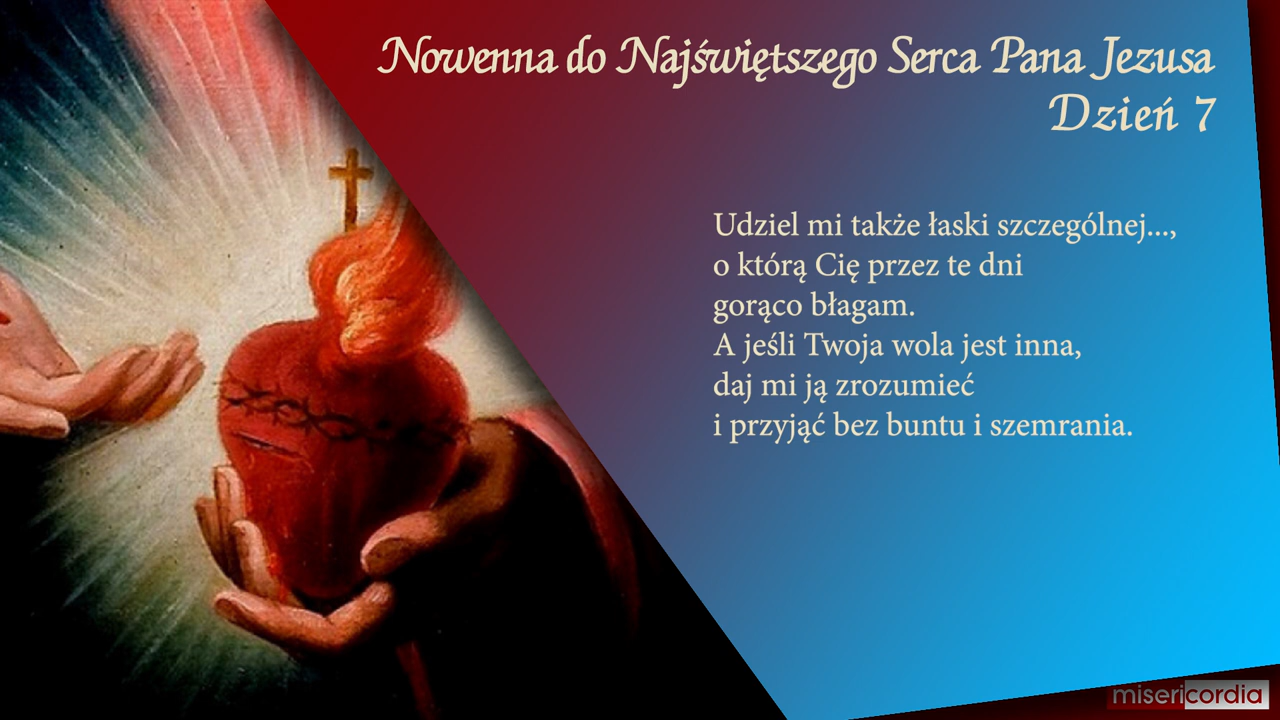 Nowenna do Najświętszego Serca Pana Jezusa
Dzień 7
Udziel mi także łaski szczególnej...,
o którą Cię przez te dni
gorąco błagam.
A jeśli Twoja wola jest inna,
daj mi ją zrozumieć
i przyjąć bez buntu i szemrania.
misericordia